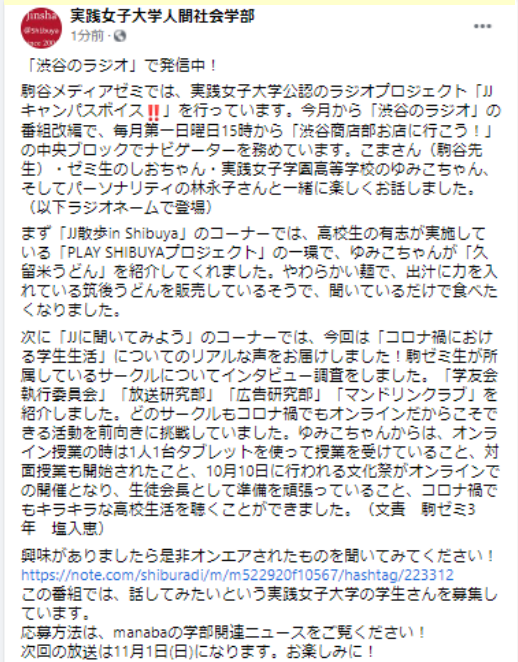 jinsha
@Shibuya
実践女子大学人間社会学部
1分前·
「渋谷のラジオ」で発信中！
駒谷メディアゼミでは、実践女子大学公認のラジオプロジェクト「JJ
キャンパスボイス‼」を行っています。今月から「渋谷のラジオ」の
番組改編で、毎月第一日曜日15時から「渋谷商店部お店に行こう！」
の中央ブロックでナビゲーターを務めています。こまさん（駒谷先
生）・ゼミ生のしおちゃん・実践女子学園高等学校のゆみこちゃん、
そしてパーソナリティの林永子さんと一緒に楽しくお話しました。
（以下ラジオネームで登場）
まず「JJ散歩in Shibuya」のコーナーでは、高校生の有志が実施して
いる「PLAY SHIBUYAプロジェクト」の一環で、ゆみこちゃんが「久
留米うどん」を紹介してくれました。やわらかい麺で、出汁に力を入
れている筑後うどんを販売しているそうで、聞いているだけで食べた
くなりました。
次に「JJに聞いてみよう」のコーナーでは、今回は「コロナ禍におけ
る学生生活」についてのリアルな声をお届けしました！駒ゼミ生が所
属しているサークルについてインタビュー調査をしました。「学友会
執行委員会」「放送研究部」「広告研究部」「マンドリンクラブ」を
紹介しました。どのサークルもコロナ禍でもオンラインだからこそで
きる活動を前向きに挑戦していました。ゆみこちゃんからは、オンラ
イン授業の時は1人1台タブレットを使って授業を受けていること、対
面授業も開始されたこと、10月10日に行われる文化祭がオンラインで
の開催となり、生徒会長として準備を頑張っていること、コロナ禍で
もキラキラな高校生活を聴くことができました。（文責　駒ゼミ3
年　塩入恵）
興味がありましたら是非オンエアされたものを聞いてみてください！
https://note.com/shiburadi/m/m522920f10567/hashtag/223312
この番組では、話してみたいという実践女子大学の学生さんを募集し
ています。
応募方法は、manabaの学部関連ニュースをご覧ください！
次回の放送は11月1日(日)になります。お楽しみに！